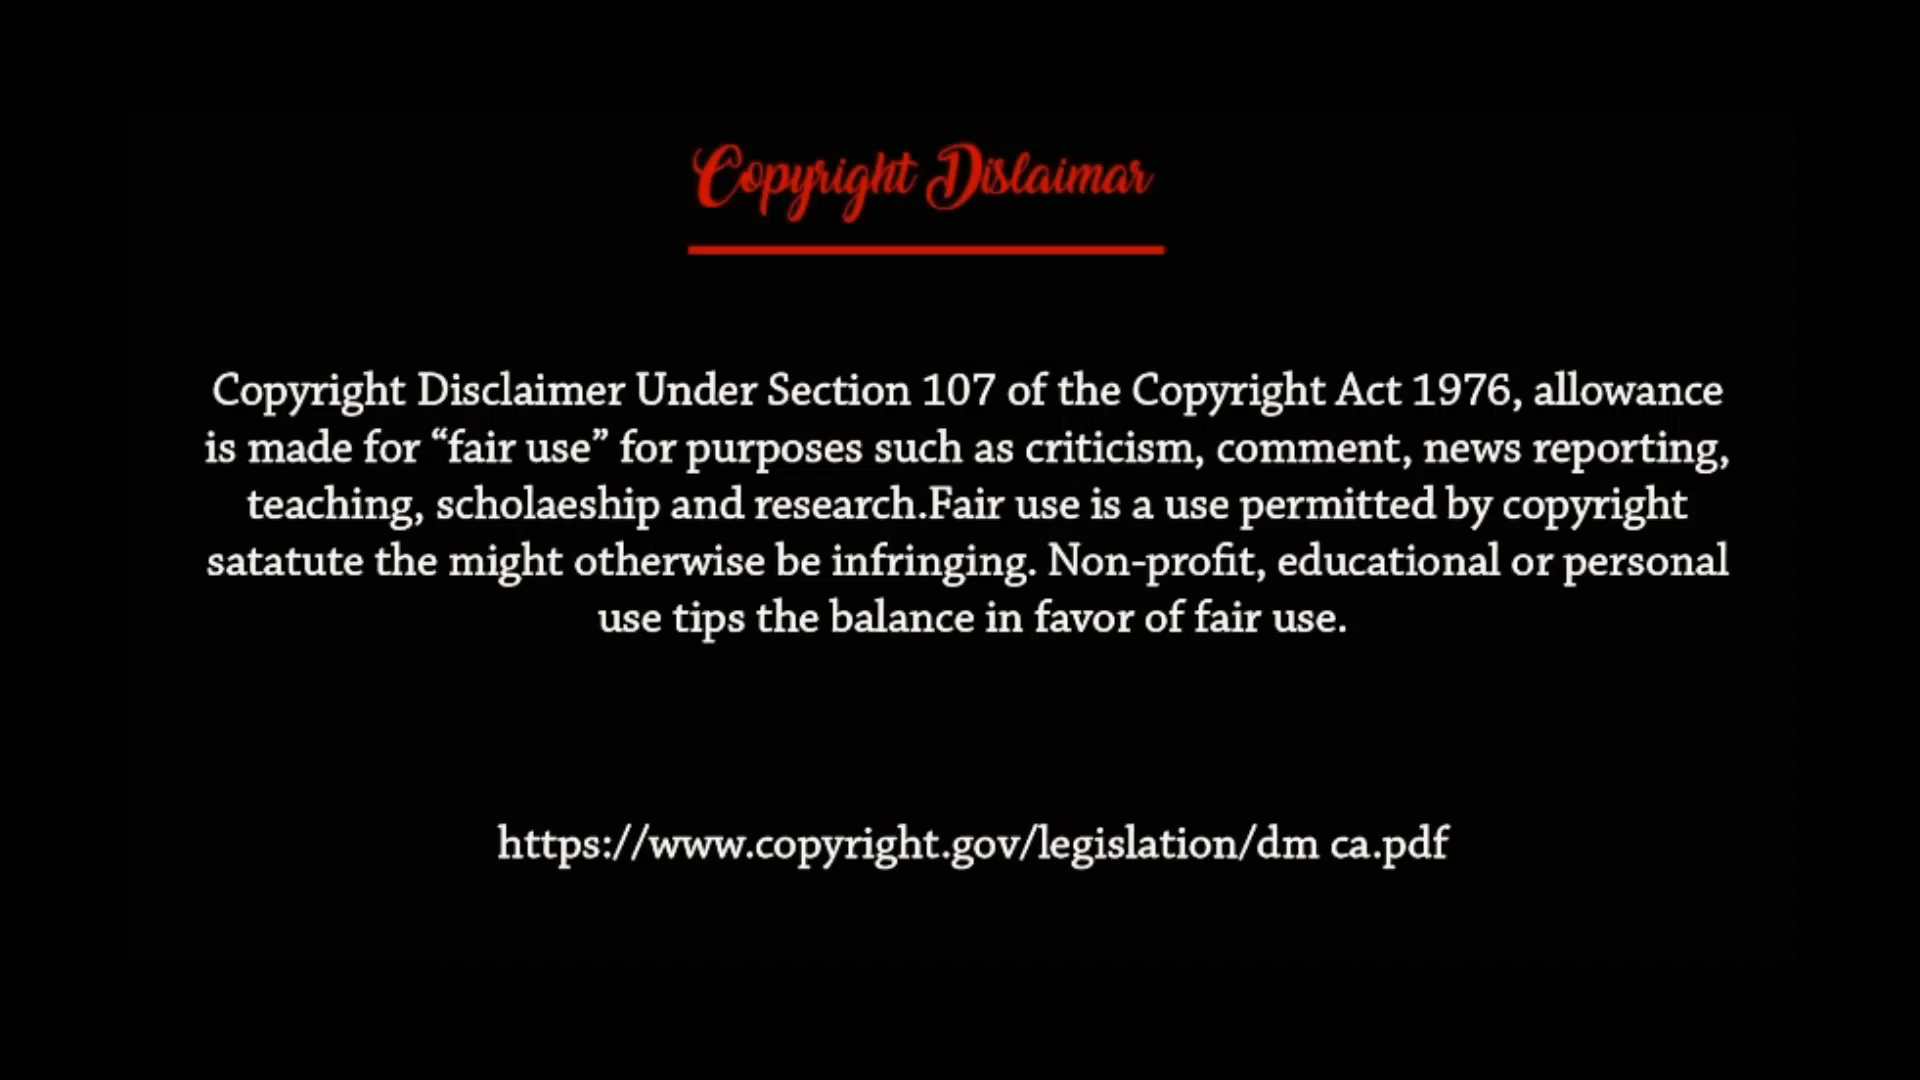 Copyright Dislaimar
Copyright Disclaimer Under Section 107 of the Copyright Act 1976, allowance
is made for “fair use” for purposes such as criticism, comment, news reporting,
teaching, scholaeship and research.Fair use is a use permitted by copyright
satatute the might otherwise be infringing. Non-profit, educational or personal
use tips the balance in favor of fair use.
https://www.copyright.gov/legislation/dm ca.pdf